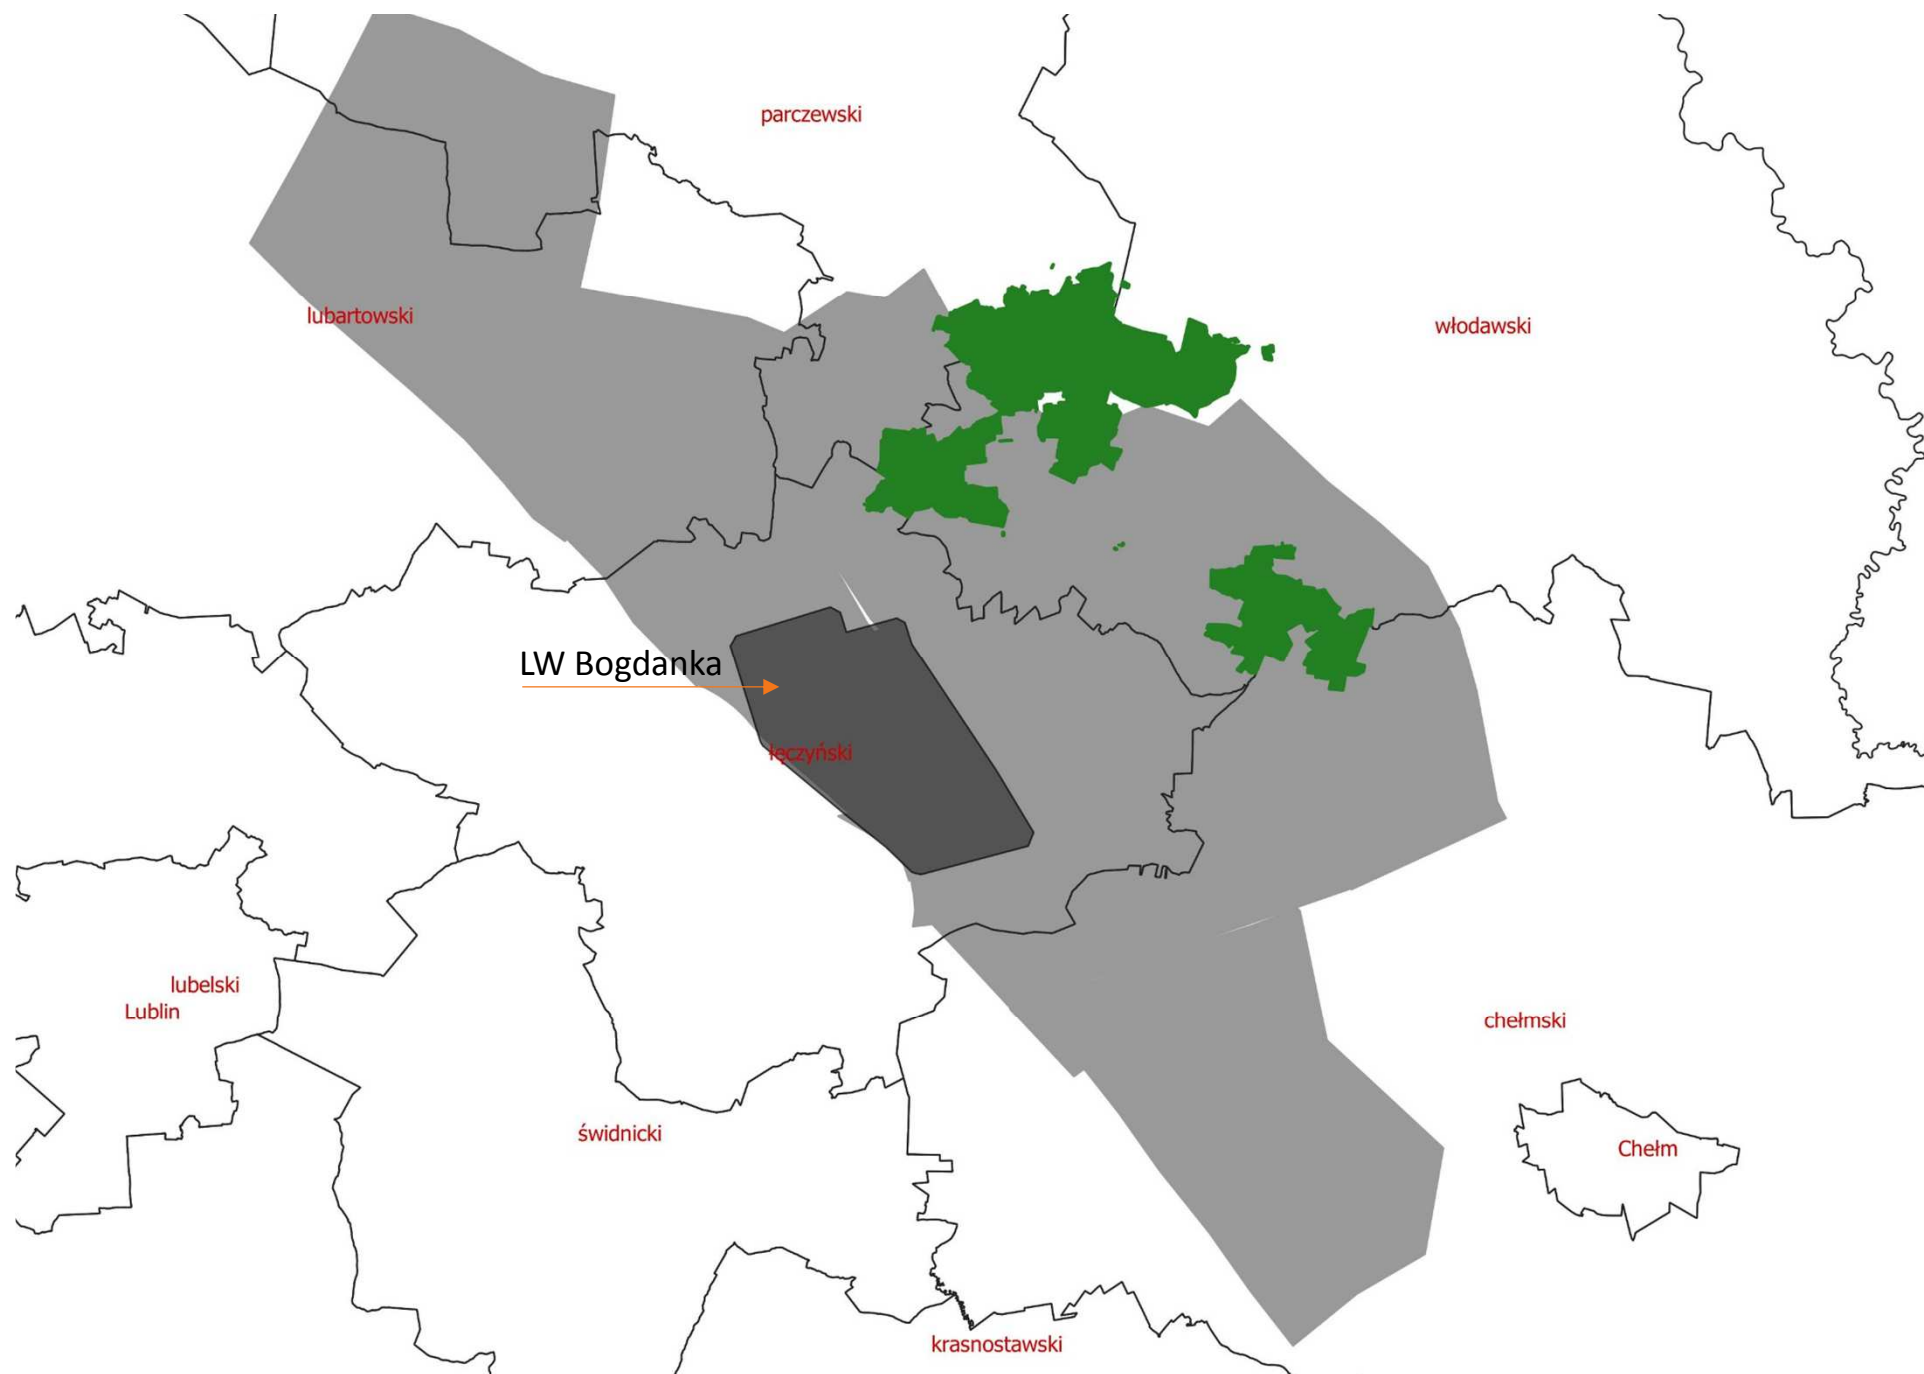 parczewski
lubartowski
włodawski
LW Bogdanka
łęczyński
lubelski
Lublin
chełmski
świdnicki
Chełm
krasnostawski